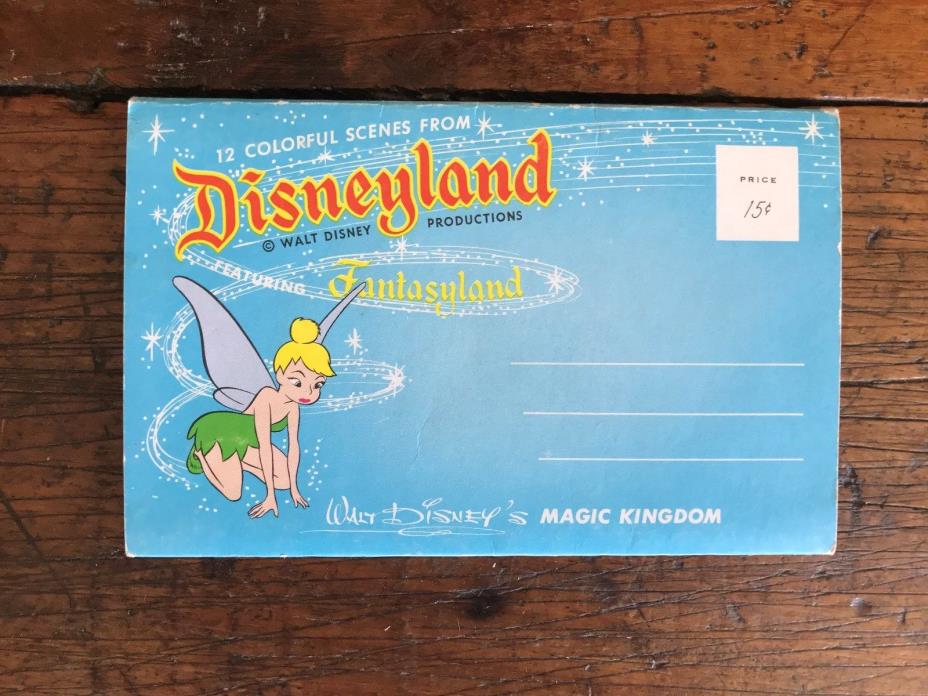 12 COLORFUL SCENES FROM
Disneyland
© WALT DISNEY PRODUCTIONS
FEATURING Fantasyland
PRICE
15¢
WALT DISNEY'S MAGIC KINGDOM